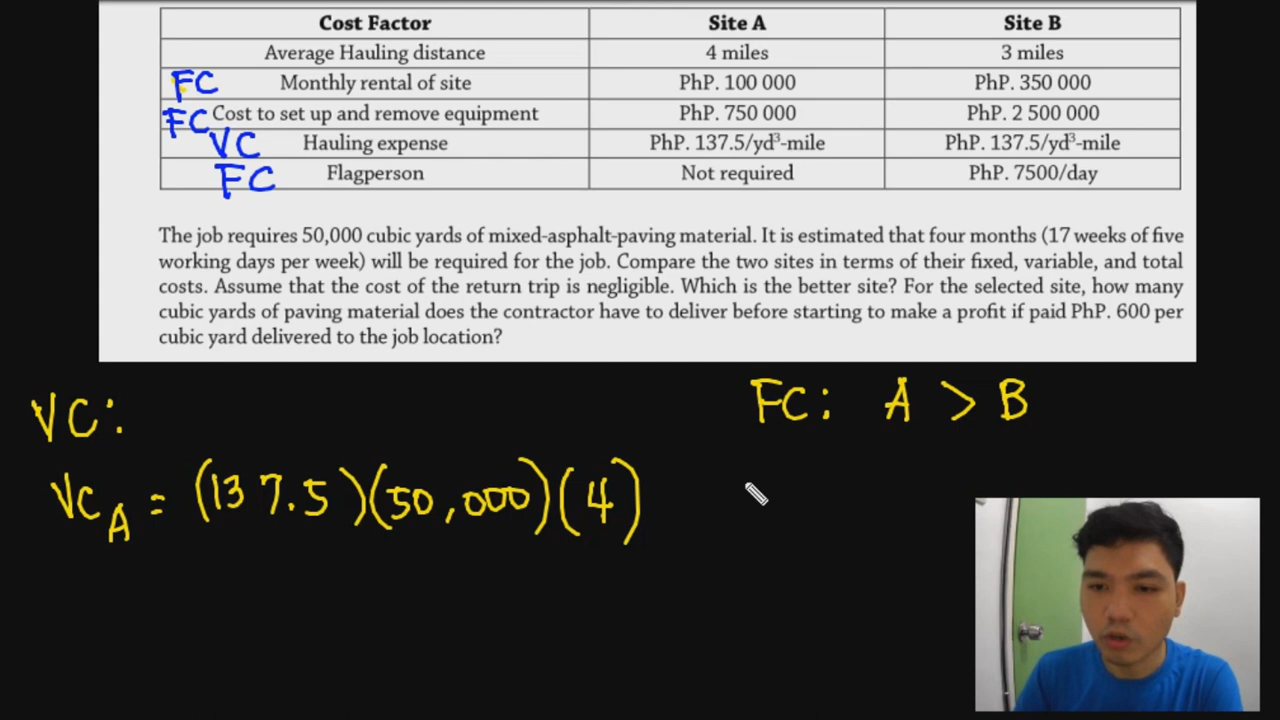 Cost Factor Site A Site B
Average Hauling distance 4 miles 3 miles
FC Monthly rental of site PhP. 100 000 PhP. 350 000
FC Cost to set up and remove equipment PhP. 750 000 PhP. 2 500 000
VC Hauling expense PhP. 137.5/yd³-mile PhP. 137.5/yd³-mile
FC Flagperson Not required PhP. 7500/day
The job requires 50,000 cubic yards of mixed-asphalt-paving material. It is estimated that four months (17 weeks of five
working days per week) will be required for the job. Compare the two sites in terms of their fixed, variable, and total
costs. Assume that the cost of the return trip is negligible. Which is the better site? For the selected site, how many
cubic yards of paving material does the contractor have to deliver before starting to make a profit if paid PhP. 600 per
cubic yard delivered to the job location?
VC: FC: A > B
VC_A = (137.5)(50,000)(4)